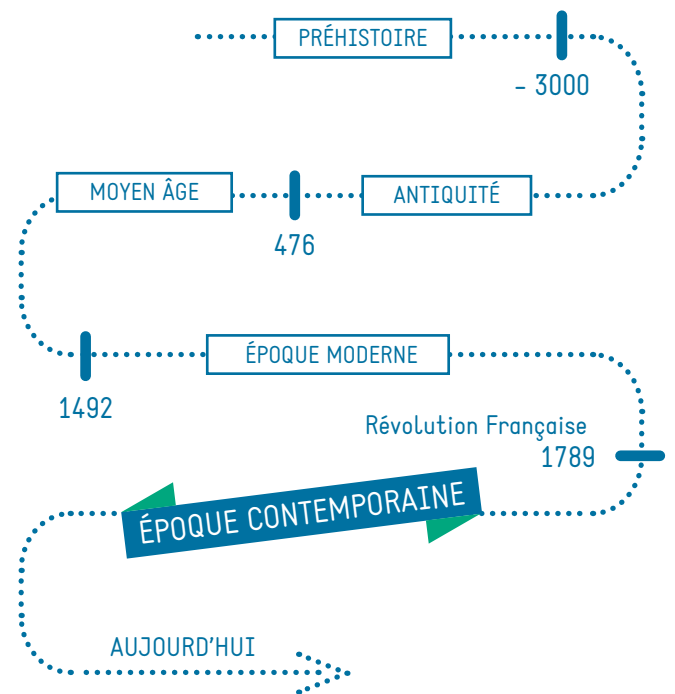 PRÉHISTOIRE
- 3000
ANTIQUITÉ
476
MOYEN ÂGE
1492
ÉPOQUE MODERNE
Révolution Française
1789
ÉPOQUE CONTEMPORAINE
AUJOURD'HUI